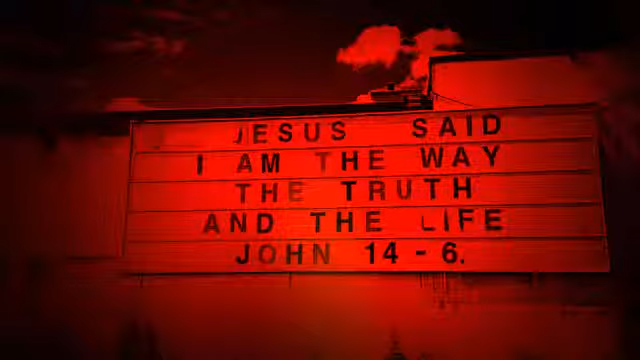 JESUS SAID
I AM THE WAY
THE TRUTH
AND THE LIFE
JOHN 14 - 6.